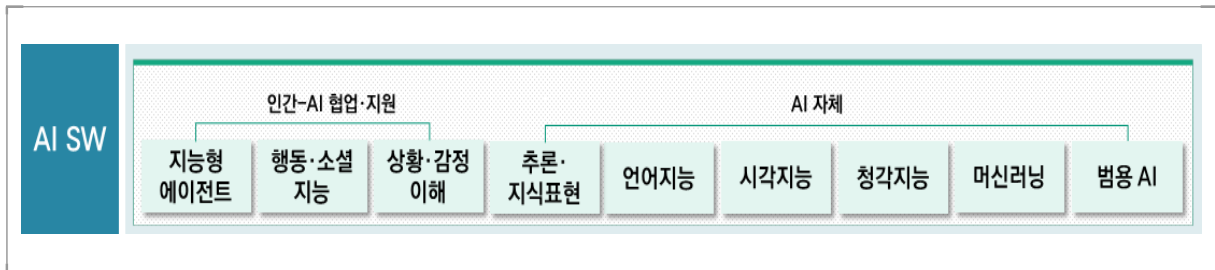 AI SW
인간-AI 협업·지원
AI 자체
지능형
에이전트
행동·소셜
지능
상황·감정
이해
추론·
지식표현
언어지능
시각지능
청각지능
머신러닝
범용 AI